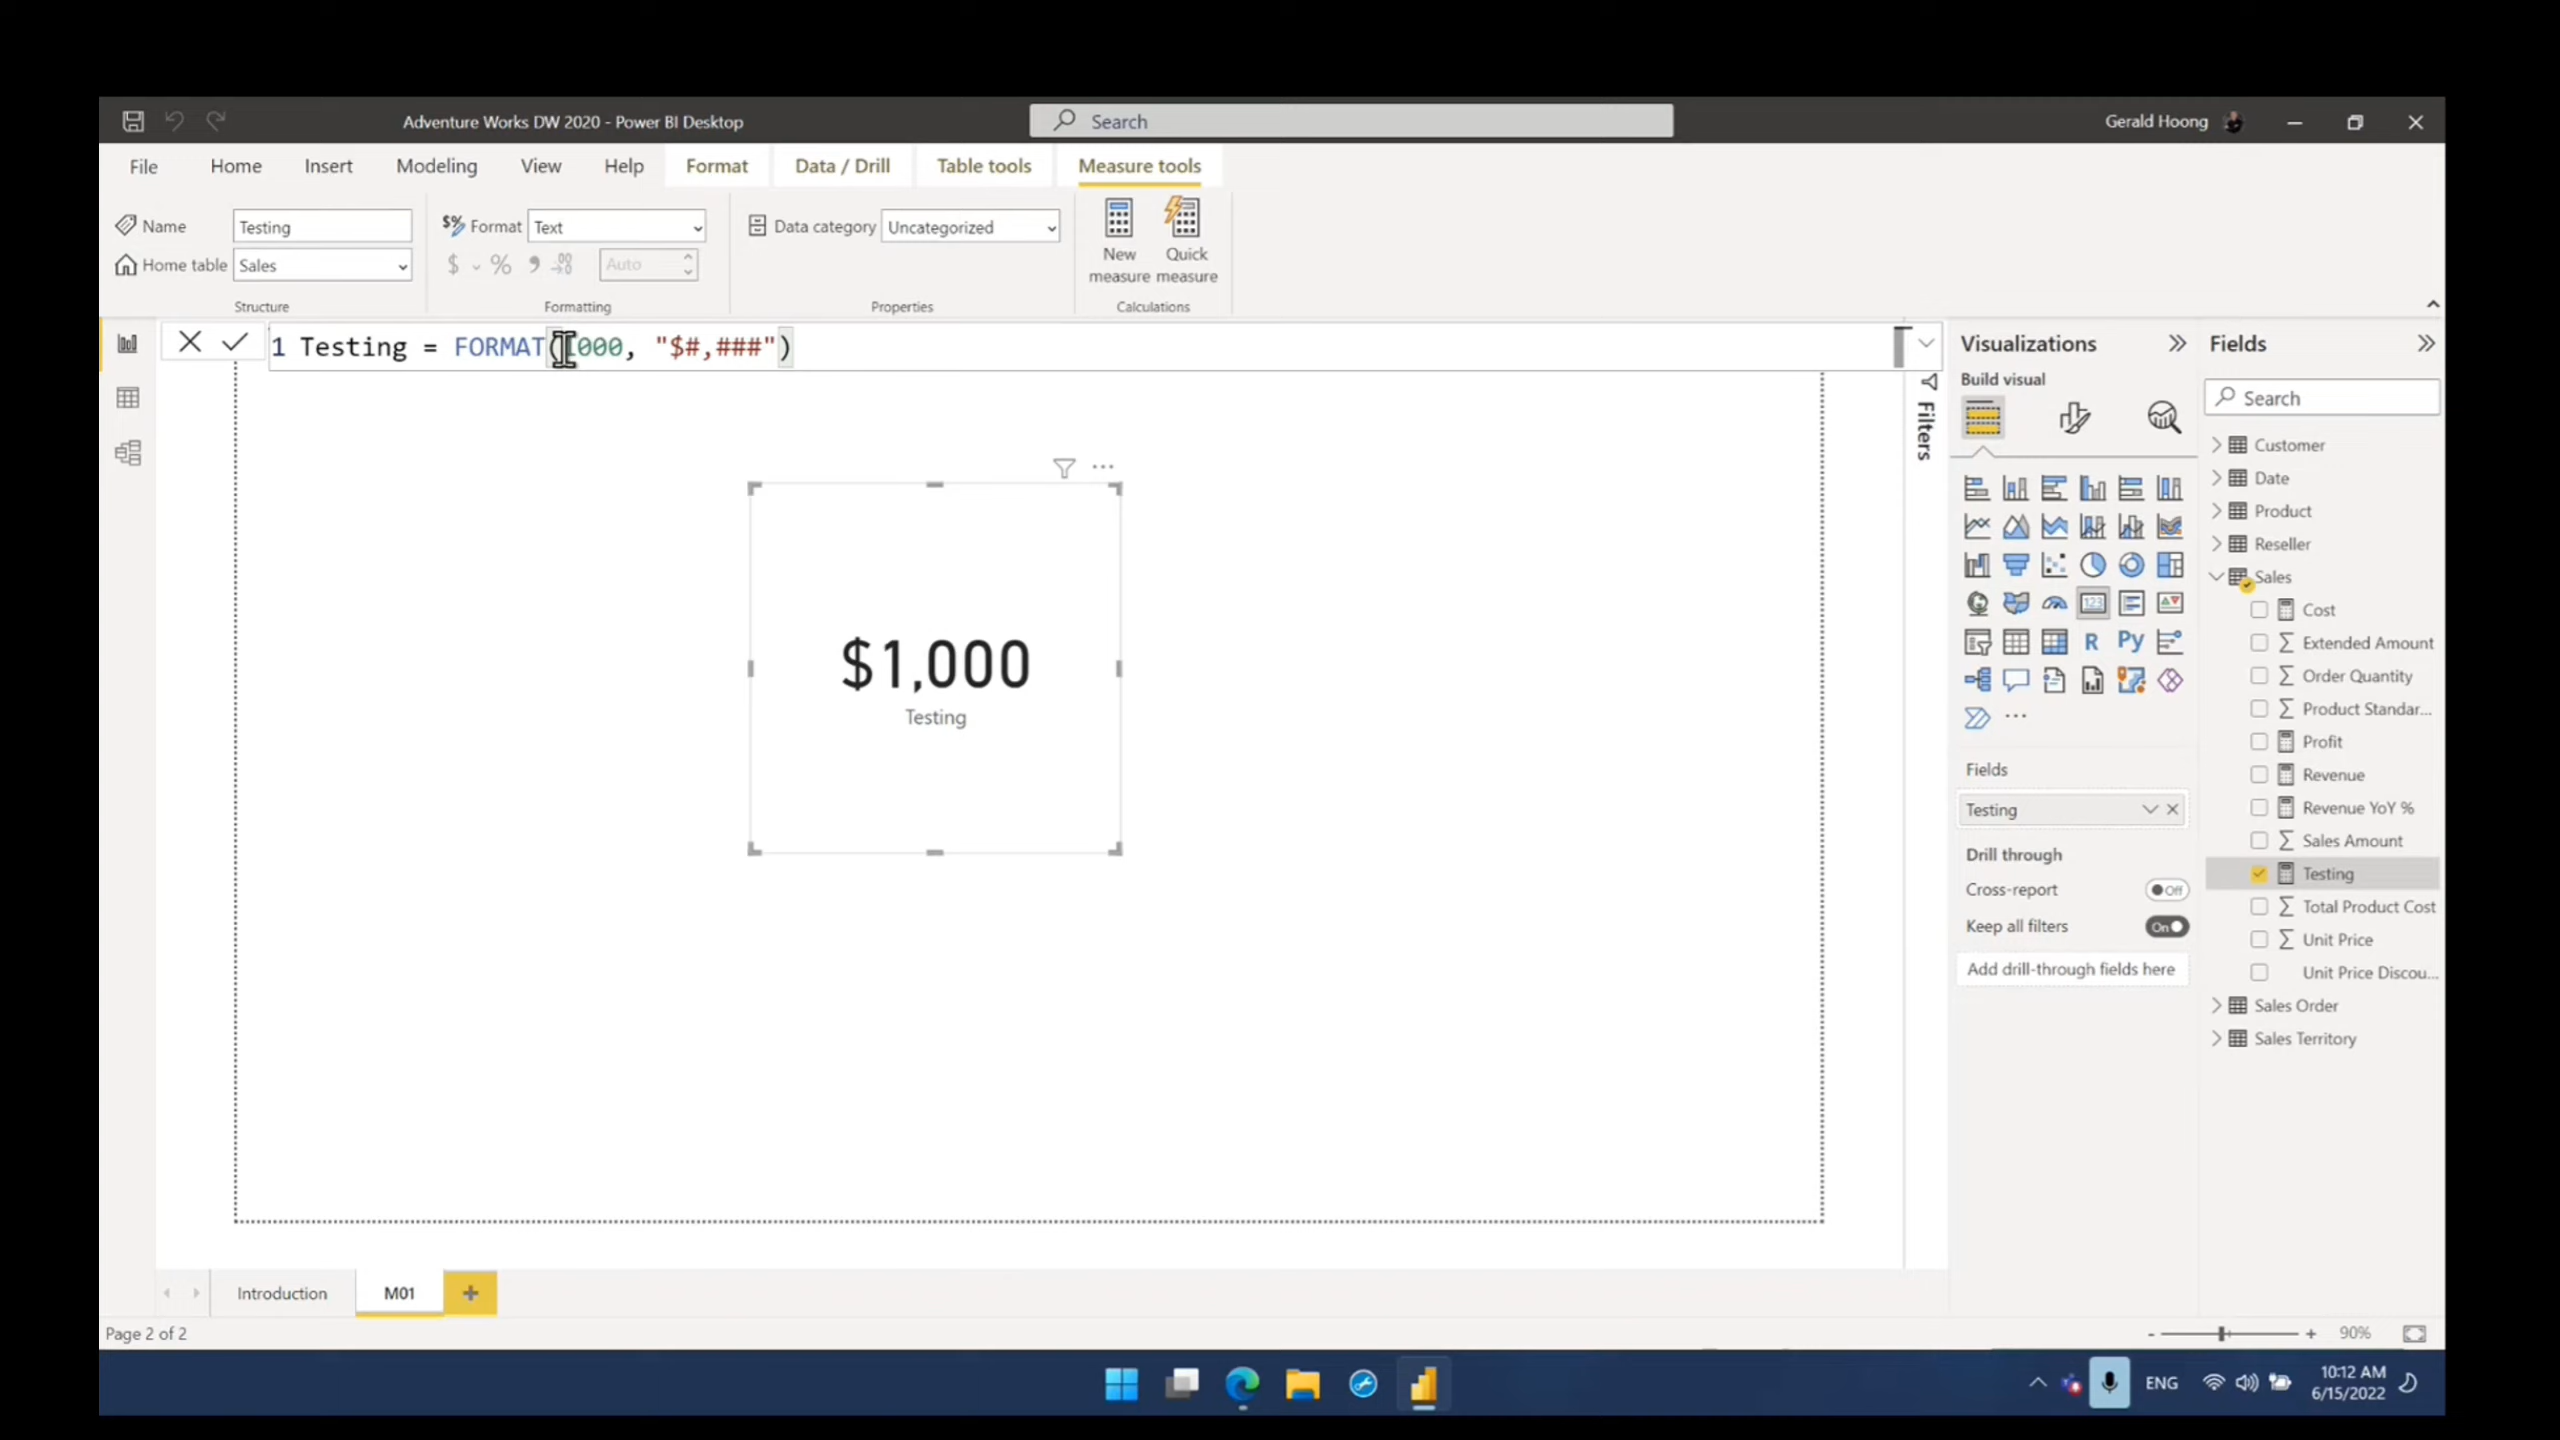 Adventure Works DW 2020 - Power BI Desktop
Search
Gerald Hoong
File
Home
Insert
Modeling
View
Help
Format
Data / Drill
Table tools
Measure tools
Name
Testing
Home table
Sales
Structure
$% Format
Text
$
%
Auto
Formatting
Data category
Uncategorized
Properties
New measure
Quick measure
Calculations
1 Testing = FORMAT(1000, "$#,###")
$1,000
Testing
Filters
Visualizations
Build visual
123
R
Py
...
Fields
Testing
Drill through
Cross-report
Off
Keep all filters
On
Add drill-through fields here
Fields
Search
Customer
Date
Product
Reseller
Sales
Cost
Extended Amount
Order Quantity
Product Standar...
Profit
Revenue
Revenue YoY %
Sales Amount
Testing
Total Product Cost
Unit Price
Unit Price Discou...
Sales Order
Sales Territory
Introduction
M01
+
Page 2 of 2
- + 90%
ENG
10:12 AM
6/15/2022